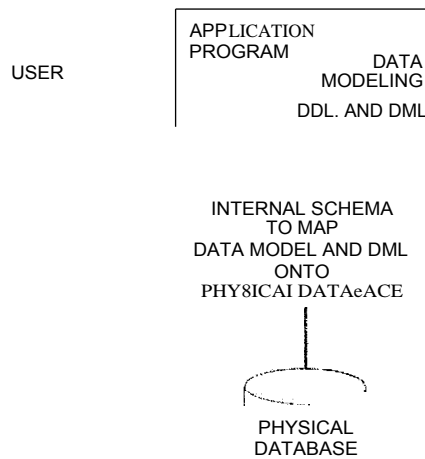 USER
APPLICATION
PROGRAM
DATA
MODELING
DDL. AND DML
INTERNAL SCHEMA
TO MAP
DATA MODEL AND DML
ONTO
PHY8ICAI DATAeACE
PHYSICAL
DATABASE